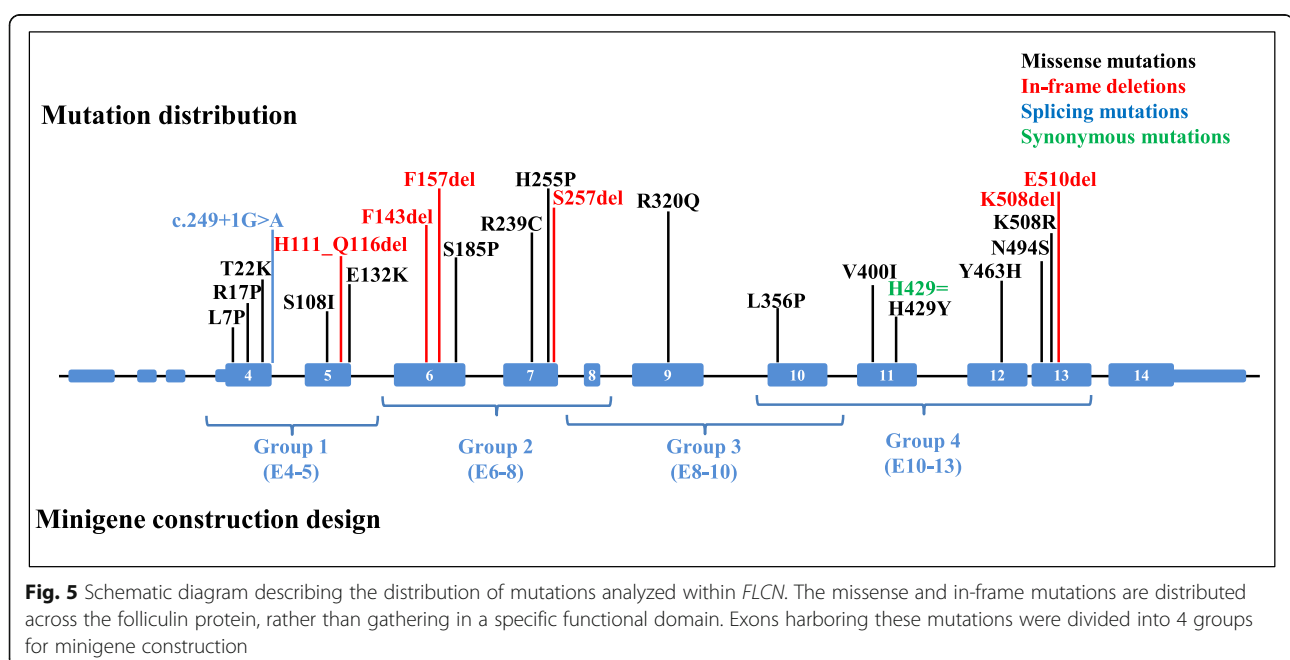 Missense mutations
In-frame deletions
Mutation distribution
Splicing mutations
Synonymous mutations
F157del
H255P
E510del
S257del
K508del
R320Q
c.249+1G>A
F143del
R239C
K508R
H111_Q116del
S185P
N494S
T22K
E132K
V400I
Y463H
R17P
S108I
L356P
H429=
L7P
H429Y
4 5 6 7 8 9 10 11 12 13 14
Group 1 Group 2 Group 3 Group 4
(E4-5) (E6-8) (E8-10) (E10-13)
Minigene construction design
Fig. 5 Schematic diagram describing the distribution of mutations analyzed within FLCN. The missense and in-frame mutations are distributed
across the folliculin protein, rather than gathering in a specific functional domain. Exons harboring these mutations were divided into 4 groups
for minigene construction